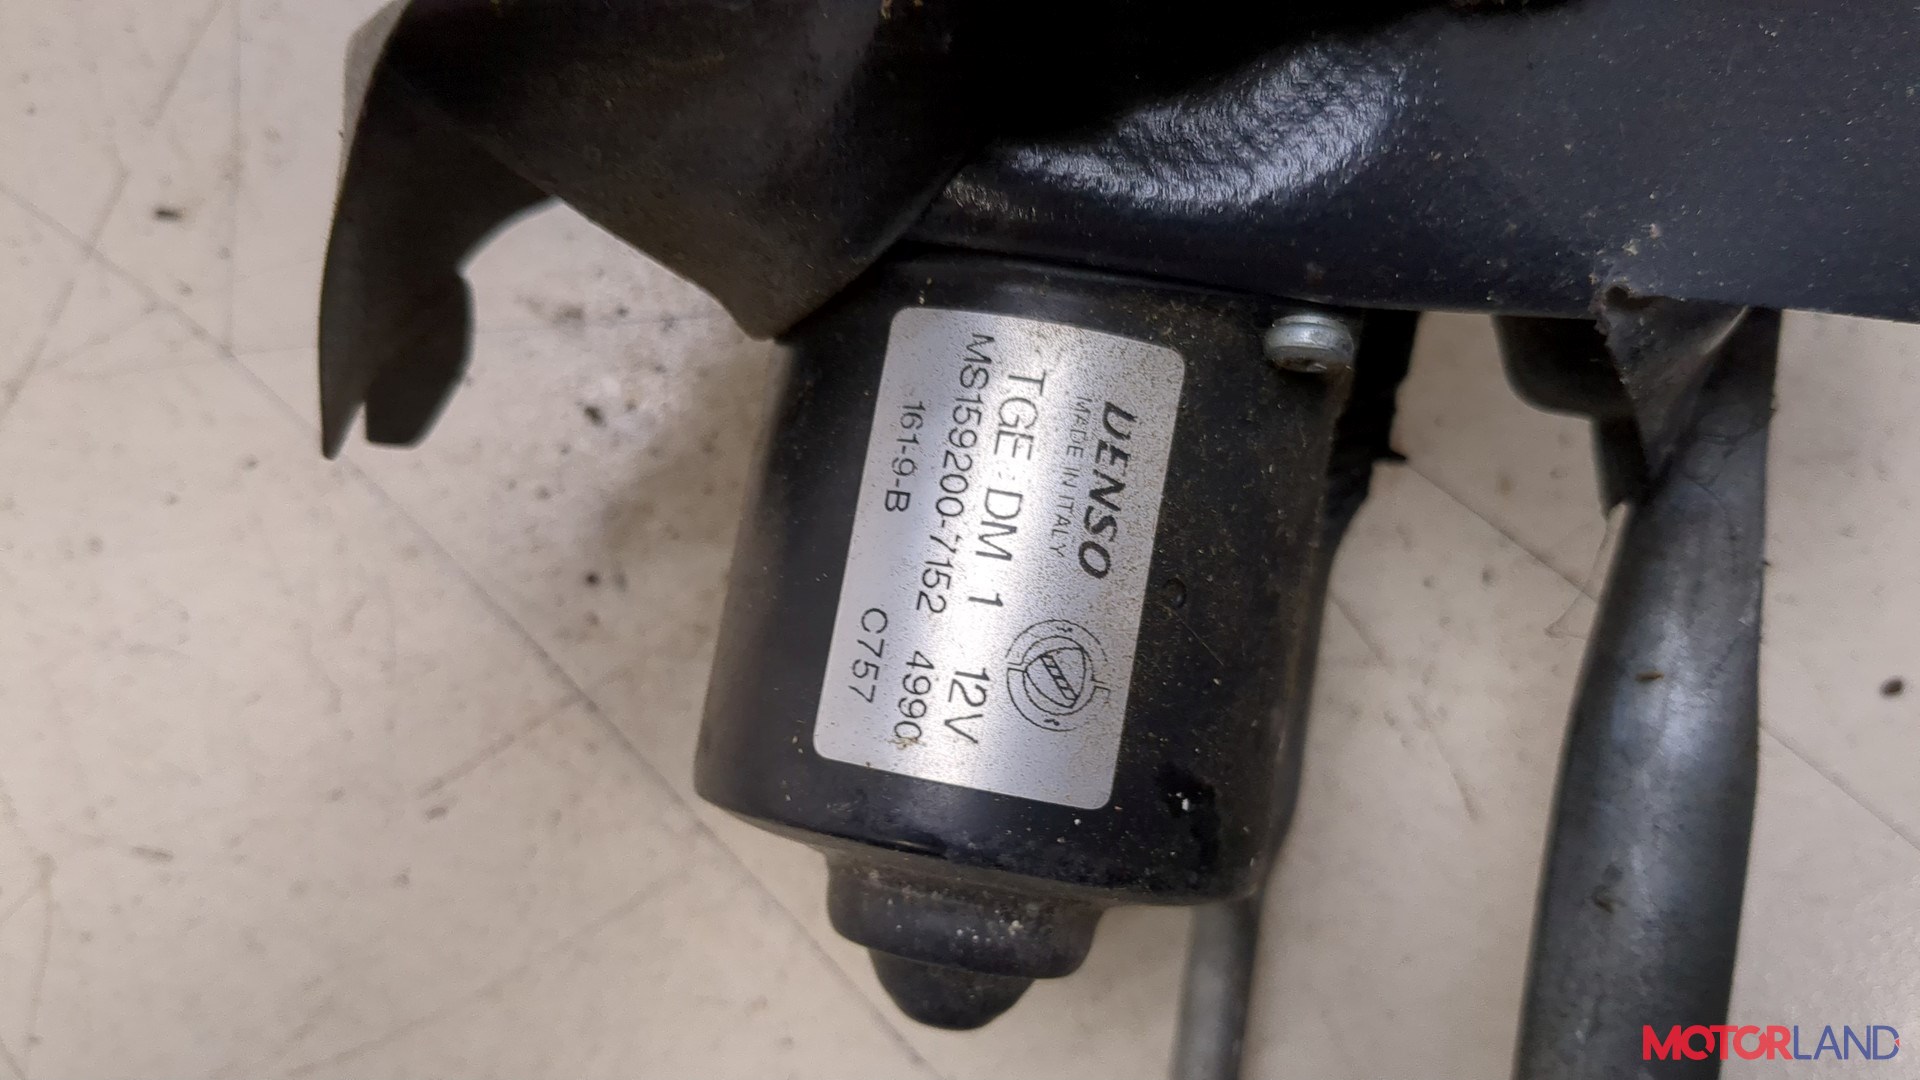 DENSO
MADE IN ITALY
TGE DM 1 12V
MS159200-7152 4990
161-9-B C757
MOTORLAND